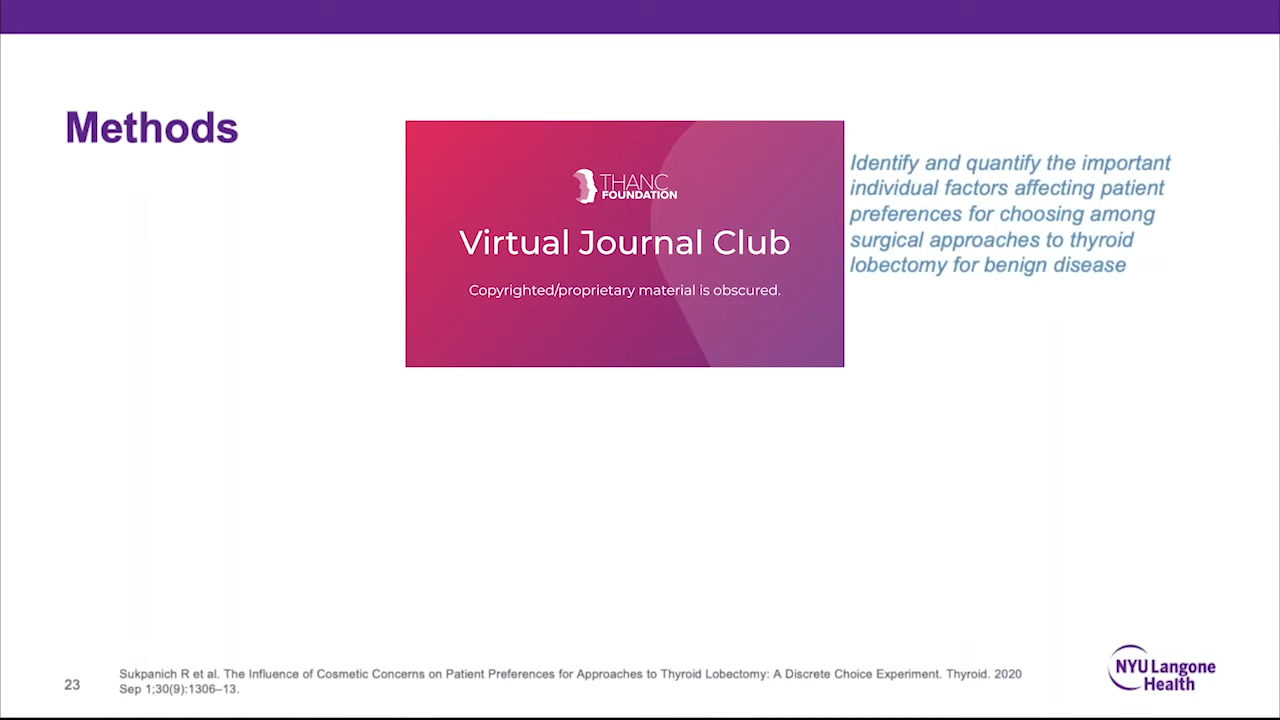 Methods
THANC
FOUNDATION
Virtual Journal Club
Copyrighted/proprietary material is obscured.
Identify and quantify the important
individual factors affecting patient
preferences for choosing among
surgical approaches to thyroid
lobectomy for benign disease
23
Sukpanich R et al. The Influence of Cosmetic Concerns on Patient Preferences for Approaches to Thyroid Lobectomy: A Discrete Choice Experiment. Thyroid. 2020
Sep 1;30(9):1306–13.
NYU Langone
Health